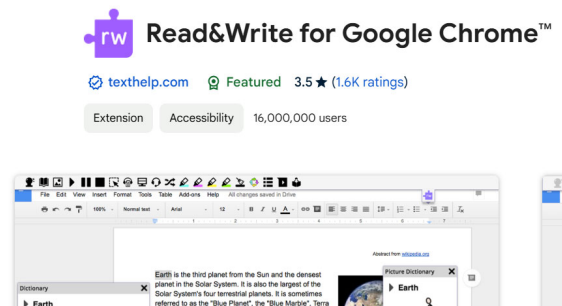 rw
Read&Write for Google Chrome™
texthelp.com Featured 3.5 ★ (1.6K ratings)
Extension Accessibility 16,000,000 users
File Edit View Insert Format Tools Table Add-ons Help All changes saved in Drive
100% Normal text Arial 12 B I U A
Abstract from wikipedia.org
Earth is the third planet from the Sun and the densest
planet in the Solar System. It is also the largest of the
Solar System's four terrestrial planets. It is sometimes
referred to as the "Blue Planet", the "Blue Marble", Terra
Dictionary X
Earth
Picture Dictionary X
Earth